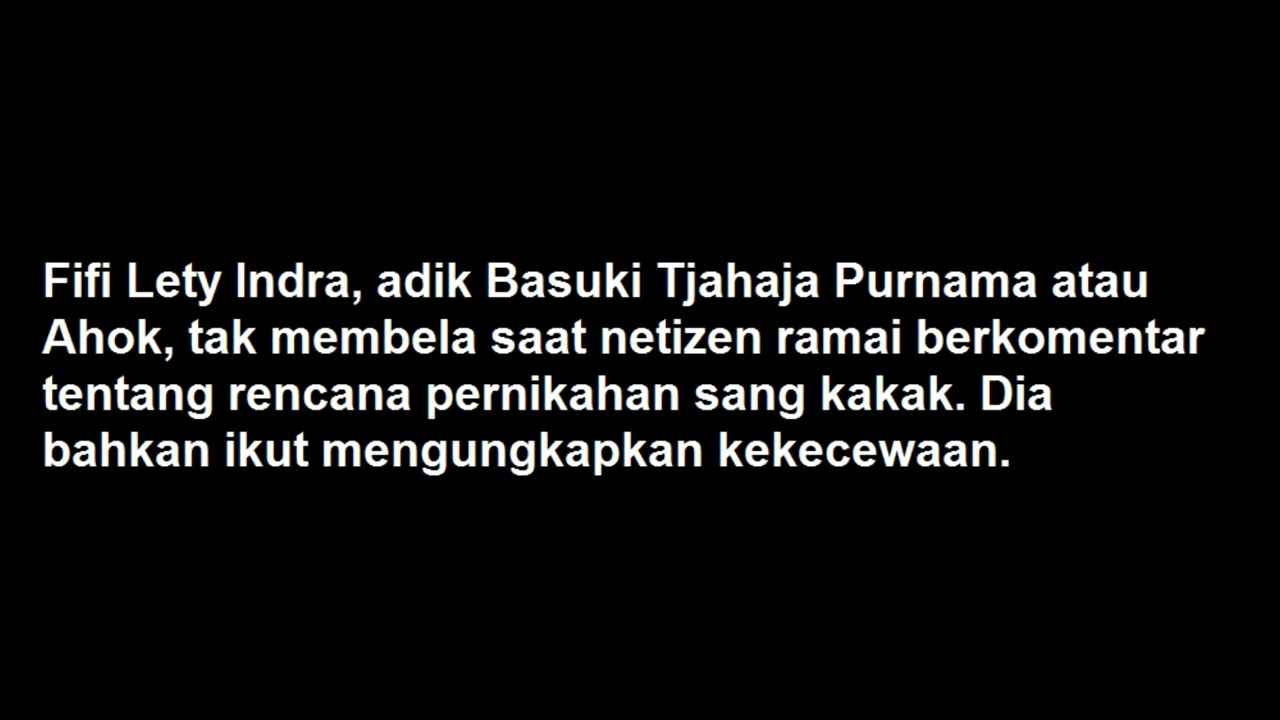 Fifi Lety Indra, adik Basuki Tjahaja Purnama atau
Ahok, tak membela saat netizen ramai berkomentar
tentang rencana pernikahan sang kakak. Dia
bahkan ikut mengungkapkan kekecewaan.